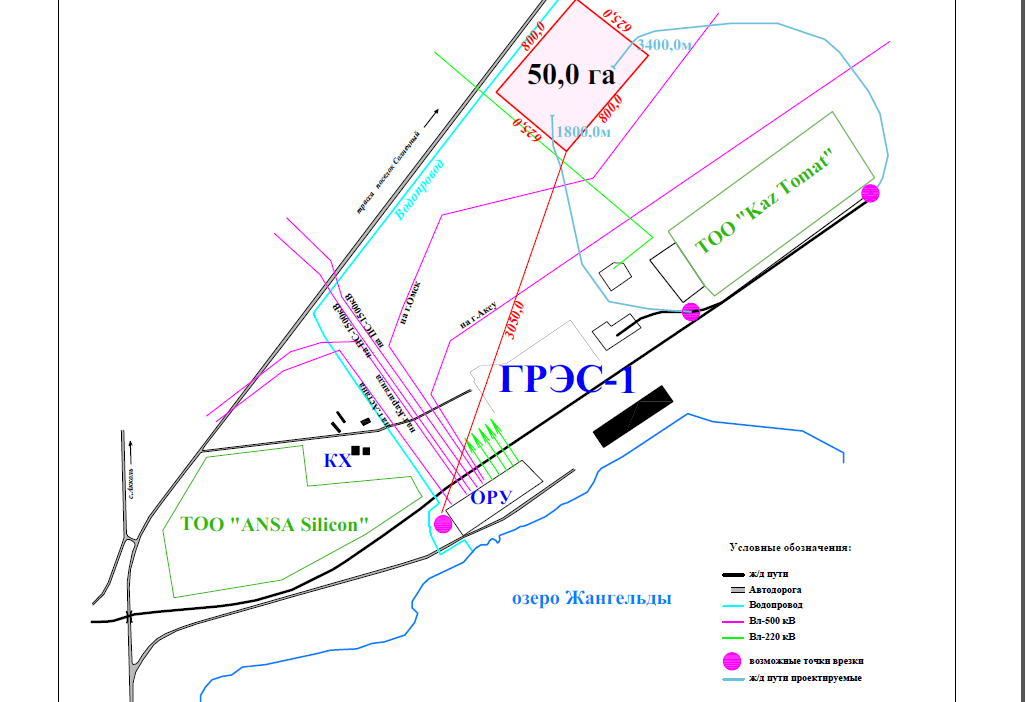 800,0
625,0
3400,0м
50,0 га
800,0
625,0
1800,0м
трасса поселок Солнечный
Водопровод
ТОО "Kaz Tomat"
на г.Омск
на ПС-1500кВ
на ПС-1500кВ
на г.Аксу
3050,0
ГРЭС-1
на г.Астана
на г.Караганда
КХ
ОРУ
ТОО "ANSA Silicon"
озеро Жангельды
Условные обозначения:
ж/д пути
Автодорога
Водопровод
Вл-500 кВ
Вл-220 кВ
возможные точки врезки
ж/д пути проектируемые